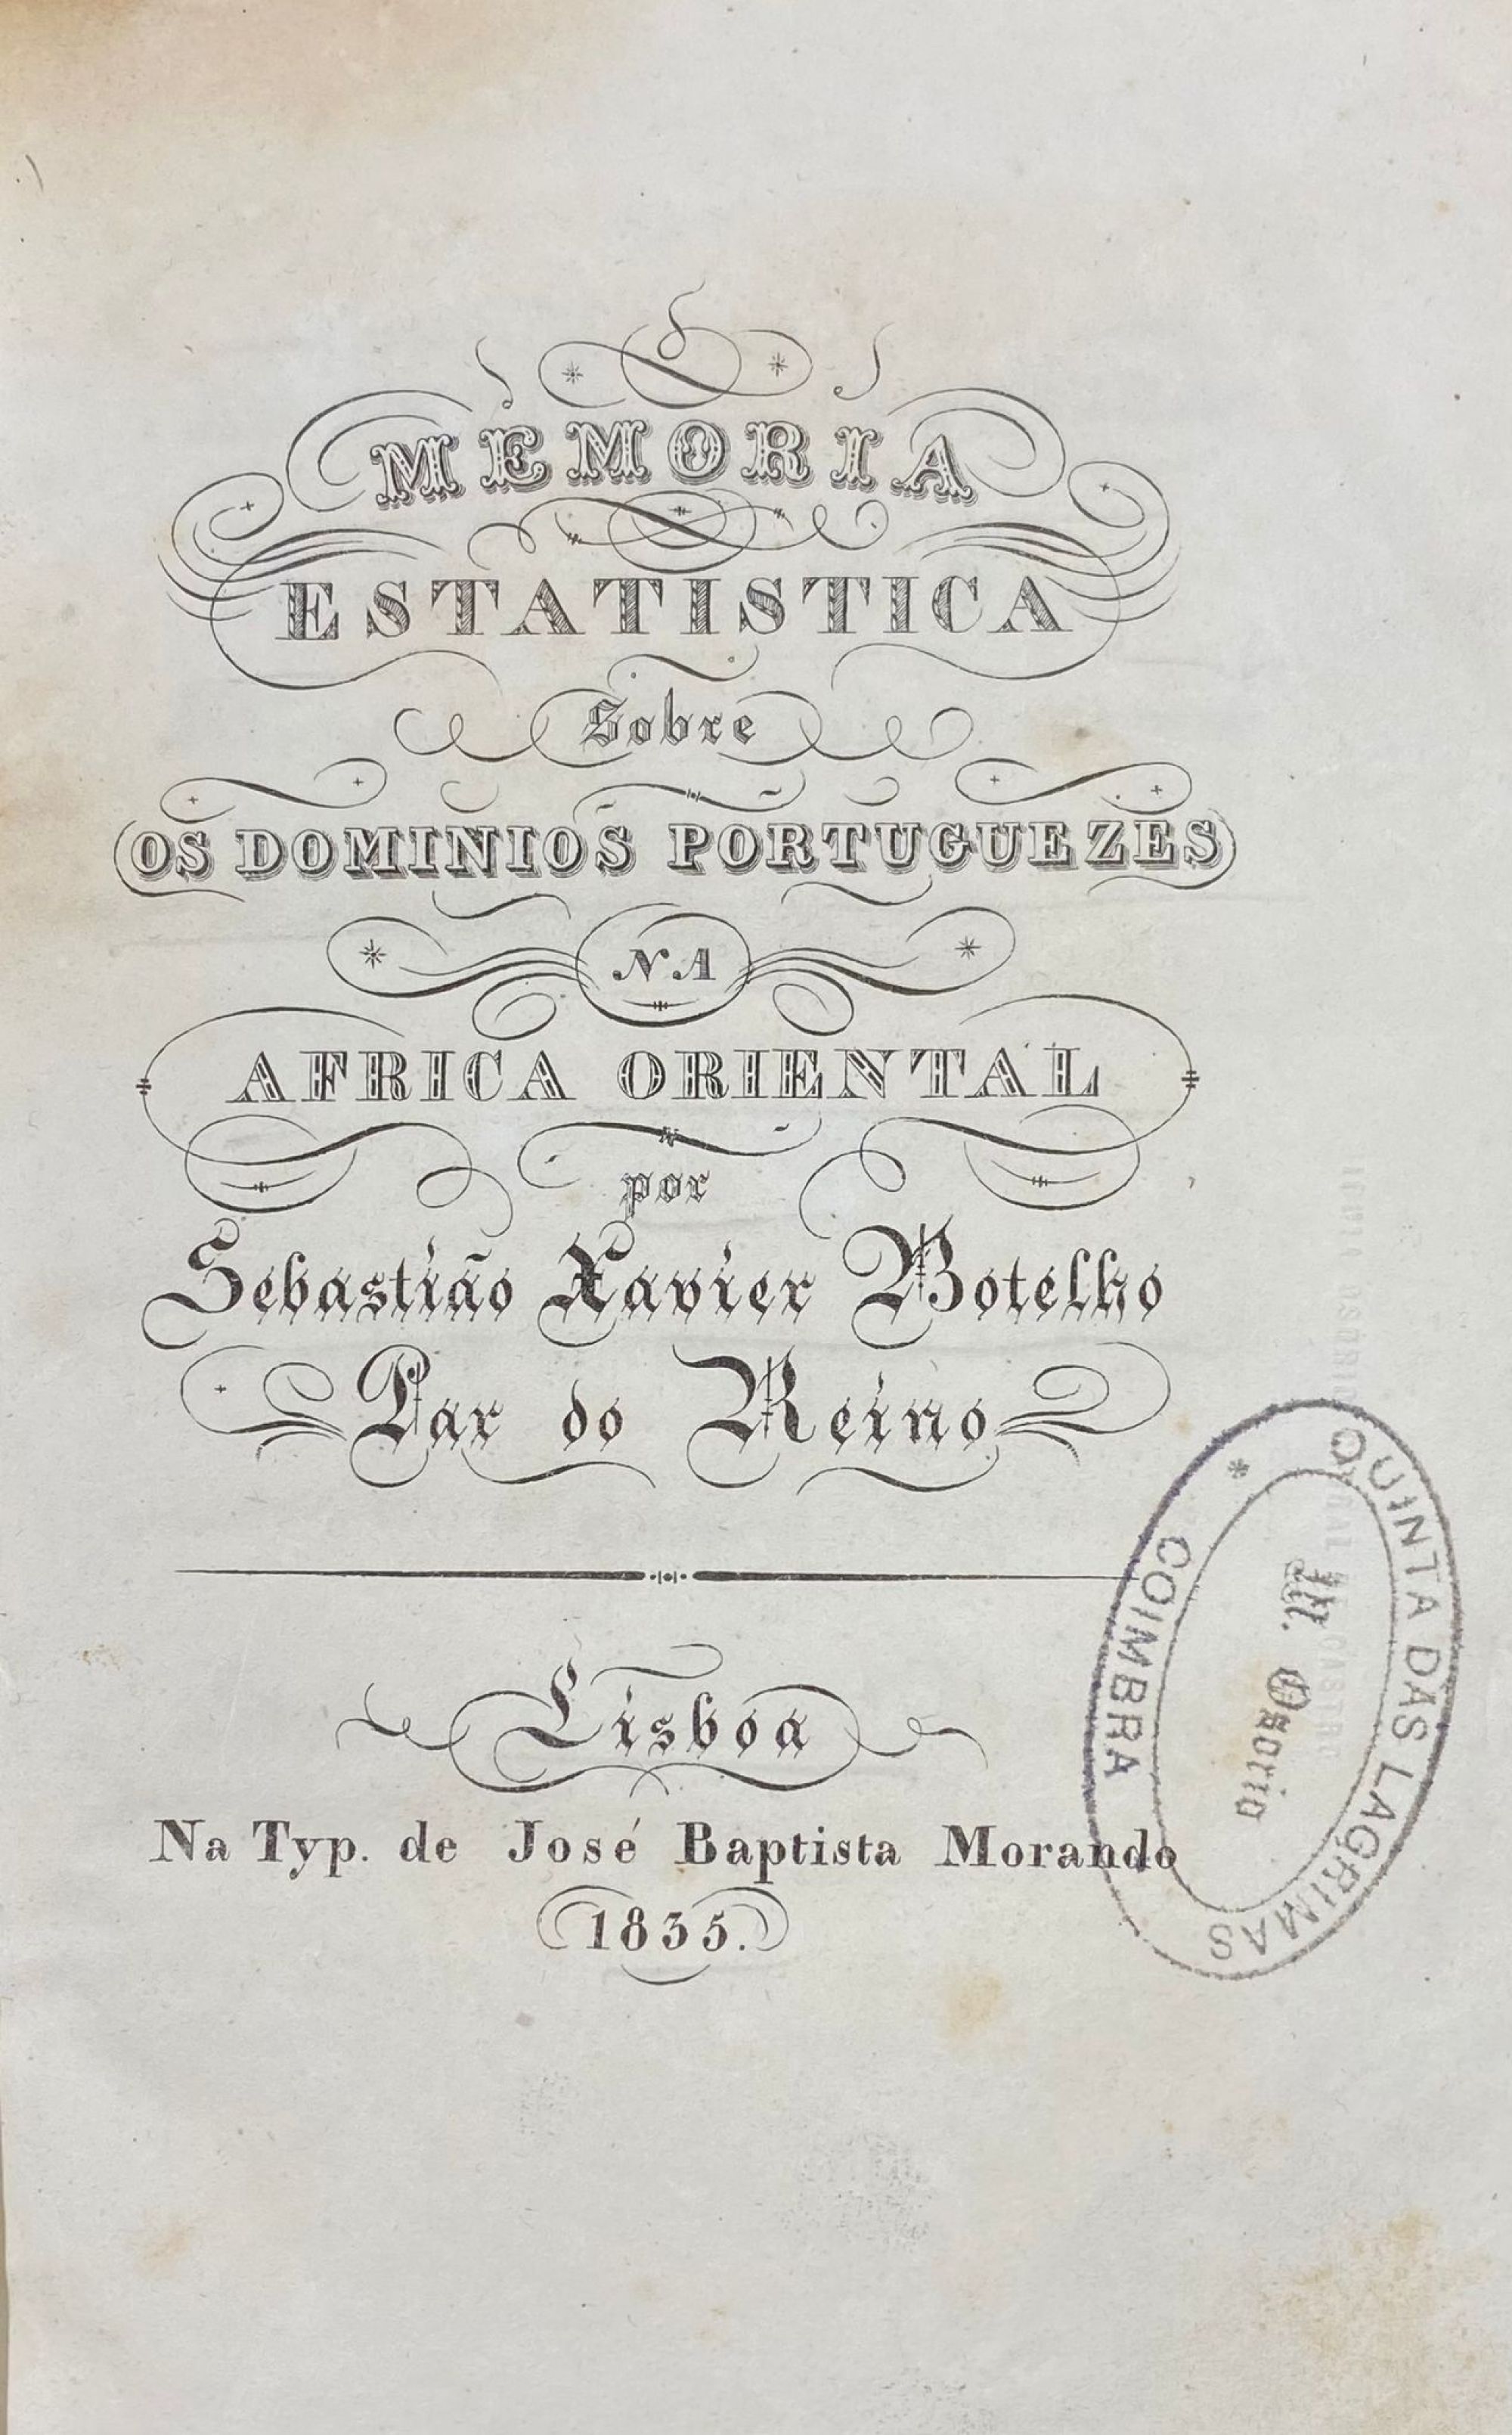 MEMORIA
ESTATISTICA
Sobre
OS DOMINIOS PORTUGUEZES
NA
AFRICA ORIENTAL
por
Sebastião Xavier Botelho
Par do Reino
Lisboa
Na Typ. de José Baptista Morando
1835.
QUINTA DAS LAGRIMAS
M. Osorio
COIMBRA